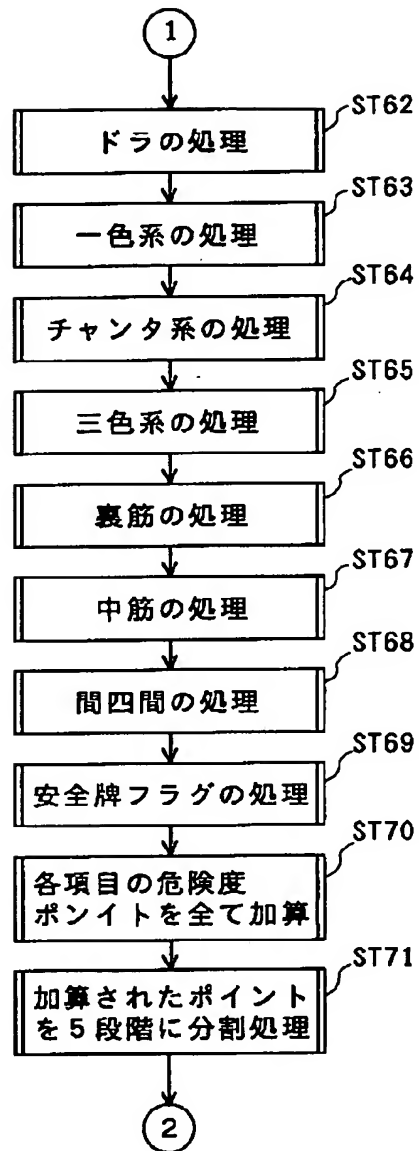 1
ST62
ドラの処理
ST63
一色系の処理
ST64
チャンタ系の処理
ST65
三色系の処理
ST66
裏筋の処理
ST67
中筋の処理
ST68
間四間の処理
ST69
安全牌フラグの処理
ST70
各項目の危険度
ポンイトを全て加算
ST71
加算されたポイント
を5段階に分割処理
2